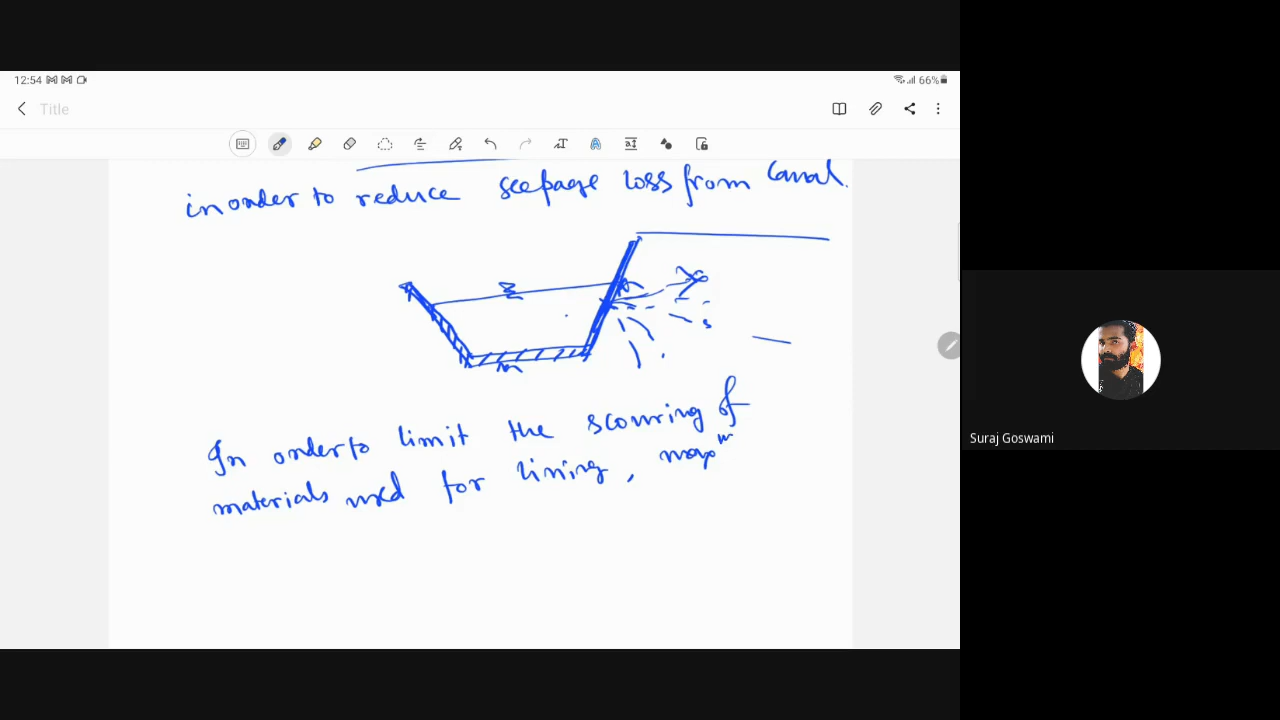 12:54
66%
Title
in order to reduce seepage loss from Canal.
In order to limit the scouring of
materials used for lining, max^m
Suraj Goswami